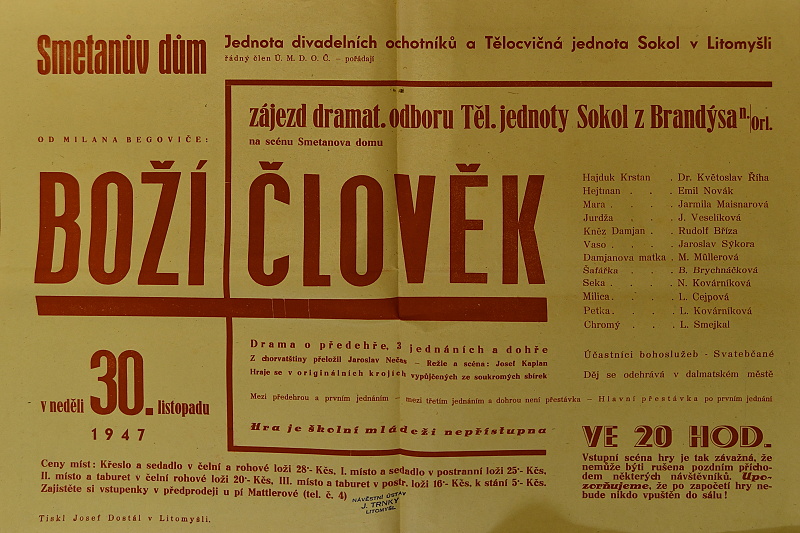 Smetanův dům
Jednota divadelních ochotníků a Tělocvičná jednota Sokol v Litomyšli
řádný člen Ú. M. D. O. Č. – pořádají
zájezd dramat. odboru Těl. jednoty Sokol z Brandýsa n. Orl.
na scénu Smetanova domu
OD MILANA BEGOVIČE:
BOŽÍ ČLOVĚK
Hajduk Krstan . Dr. Květoslav Říha
Hejtman . . . Emil Novák
Mara . . . . Jarmila Maisnarová
Jurdža . . . J. Veselíková
Kněz Damjan . . Rudolf Bříza
Vaso . . . . Jaroslav Sýkora
Damjanova matka . M. Müllerová
Šafářka . . . B. Brychnáčková
Seka . . . . N. Kovárníková
Milica . . . . L. Cejpová
Petka . . . . L. Kovárníková
Chromý . . . L. Smejkal
Účastníci bohoslužeb - Svatebčané
Děj se odehrává v dalmatském městě
Drama o předehře, 3 jednáních a dohře
Z chorvatštiny přeložil Jaroslav Nečas – Režie a scéna: Josef Kaplan
Hraje se v originálních krojích vypůjčených ze soukromých sbírek
Mezi předehrou a prvním jednáním – mezi třetím jednáním a dohrou není přestávka – Hlavní přestávka po prvním jednání
Hra je školní mládeži nepřístupna
v neděli 30. listopadu
1947
VE 20 HOD.
Vstupní scéna hry je tak závažná, že
nemůže býti rušena pozdním přícho-
dem některých návštěvníků. Upo-
zorňujeme, že po započetí hry ne-
bude nikdo vpuštěn do sálu!
Ceny míst: Křeslo a sedadlo v čelní a rohové loži 28·- Kčs, I. místo a sedadlo v postranní loži 25·- Kčs.
II. místo a taburet v čelní rohové loži 20·- Kčs, III. místo a taburet v postr. loži 16·- Kčs. k stání 5·- Kčs.
Zajistěte si vstupenky v předprodeji u pí Mattlerové (tel. č. 4)
NÁVĚSTNÍ ÚSTAV
J. TRNKY
LITOMYŠL
Tiskl Josef Dostál v Litomyšli.